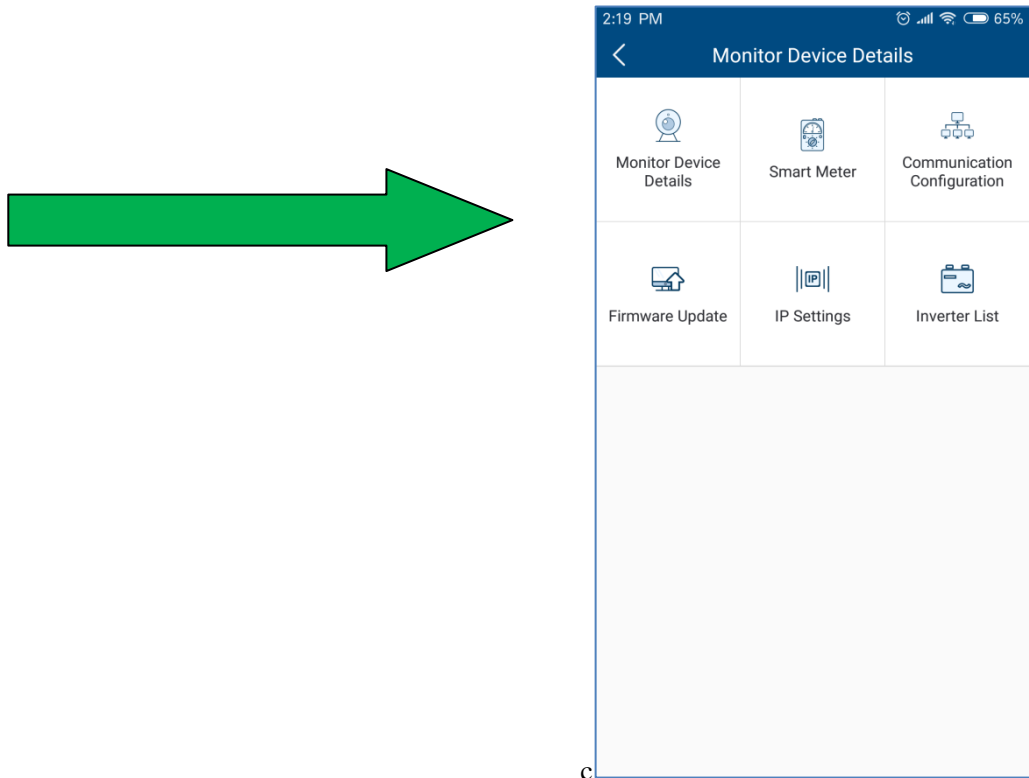 2:19 PM 65%
Monitor Device Details
Monitor Device
Details
Smart Meter
Communication
Configuration
Firmware Update
IP
IP Settings
Inverter List
c